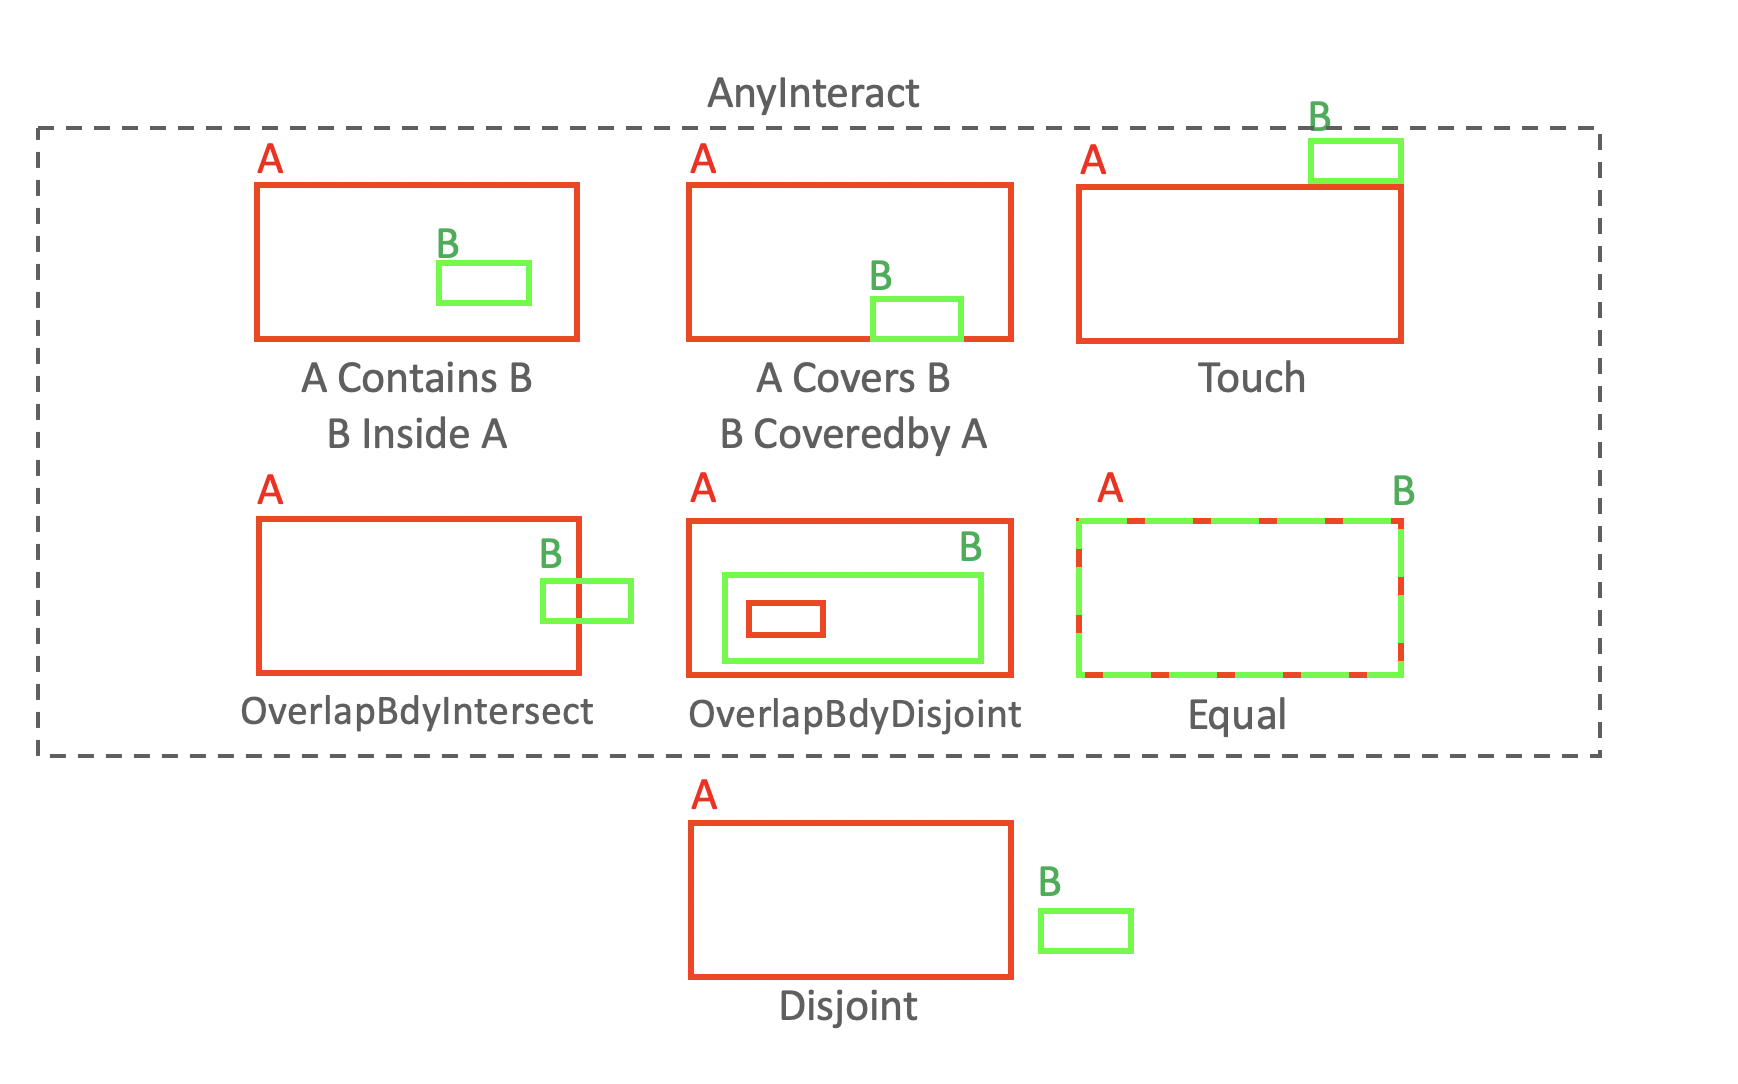 AnyInteract
A
A
A
B
B
B
A Contains B
A Covers B
Touch
B Inside A
B Coveredby A
A
A
A
B
B
B
OverlapBdyIntersect
OverlapBdyDisjoint
Equal
A
B
Disjoint